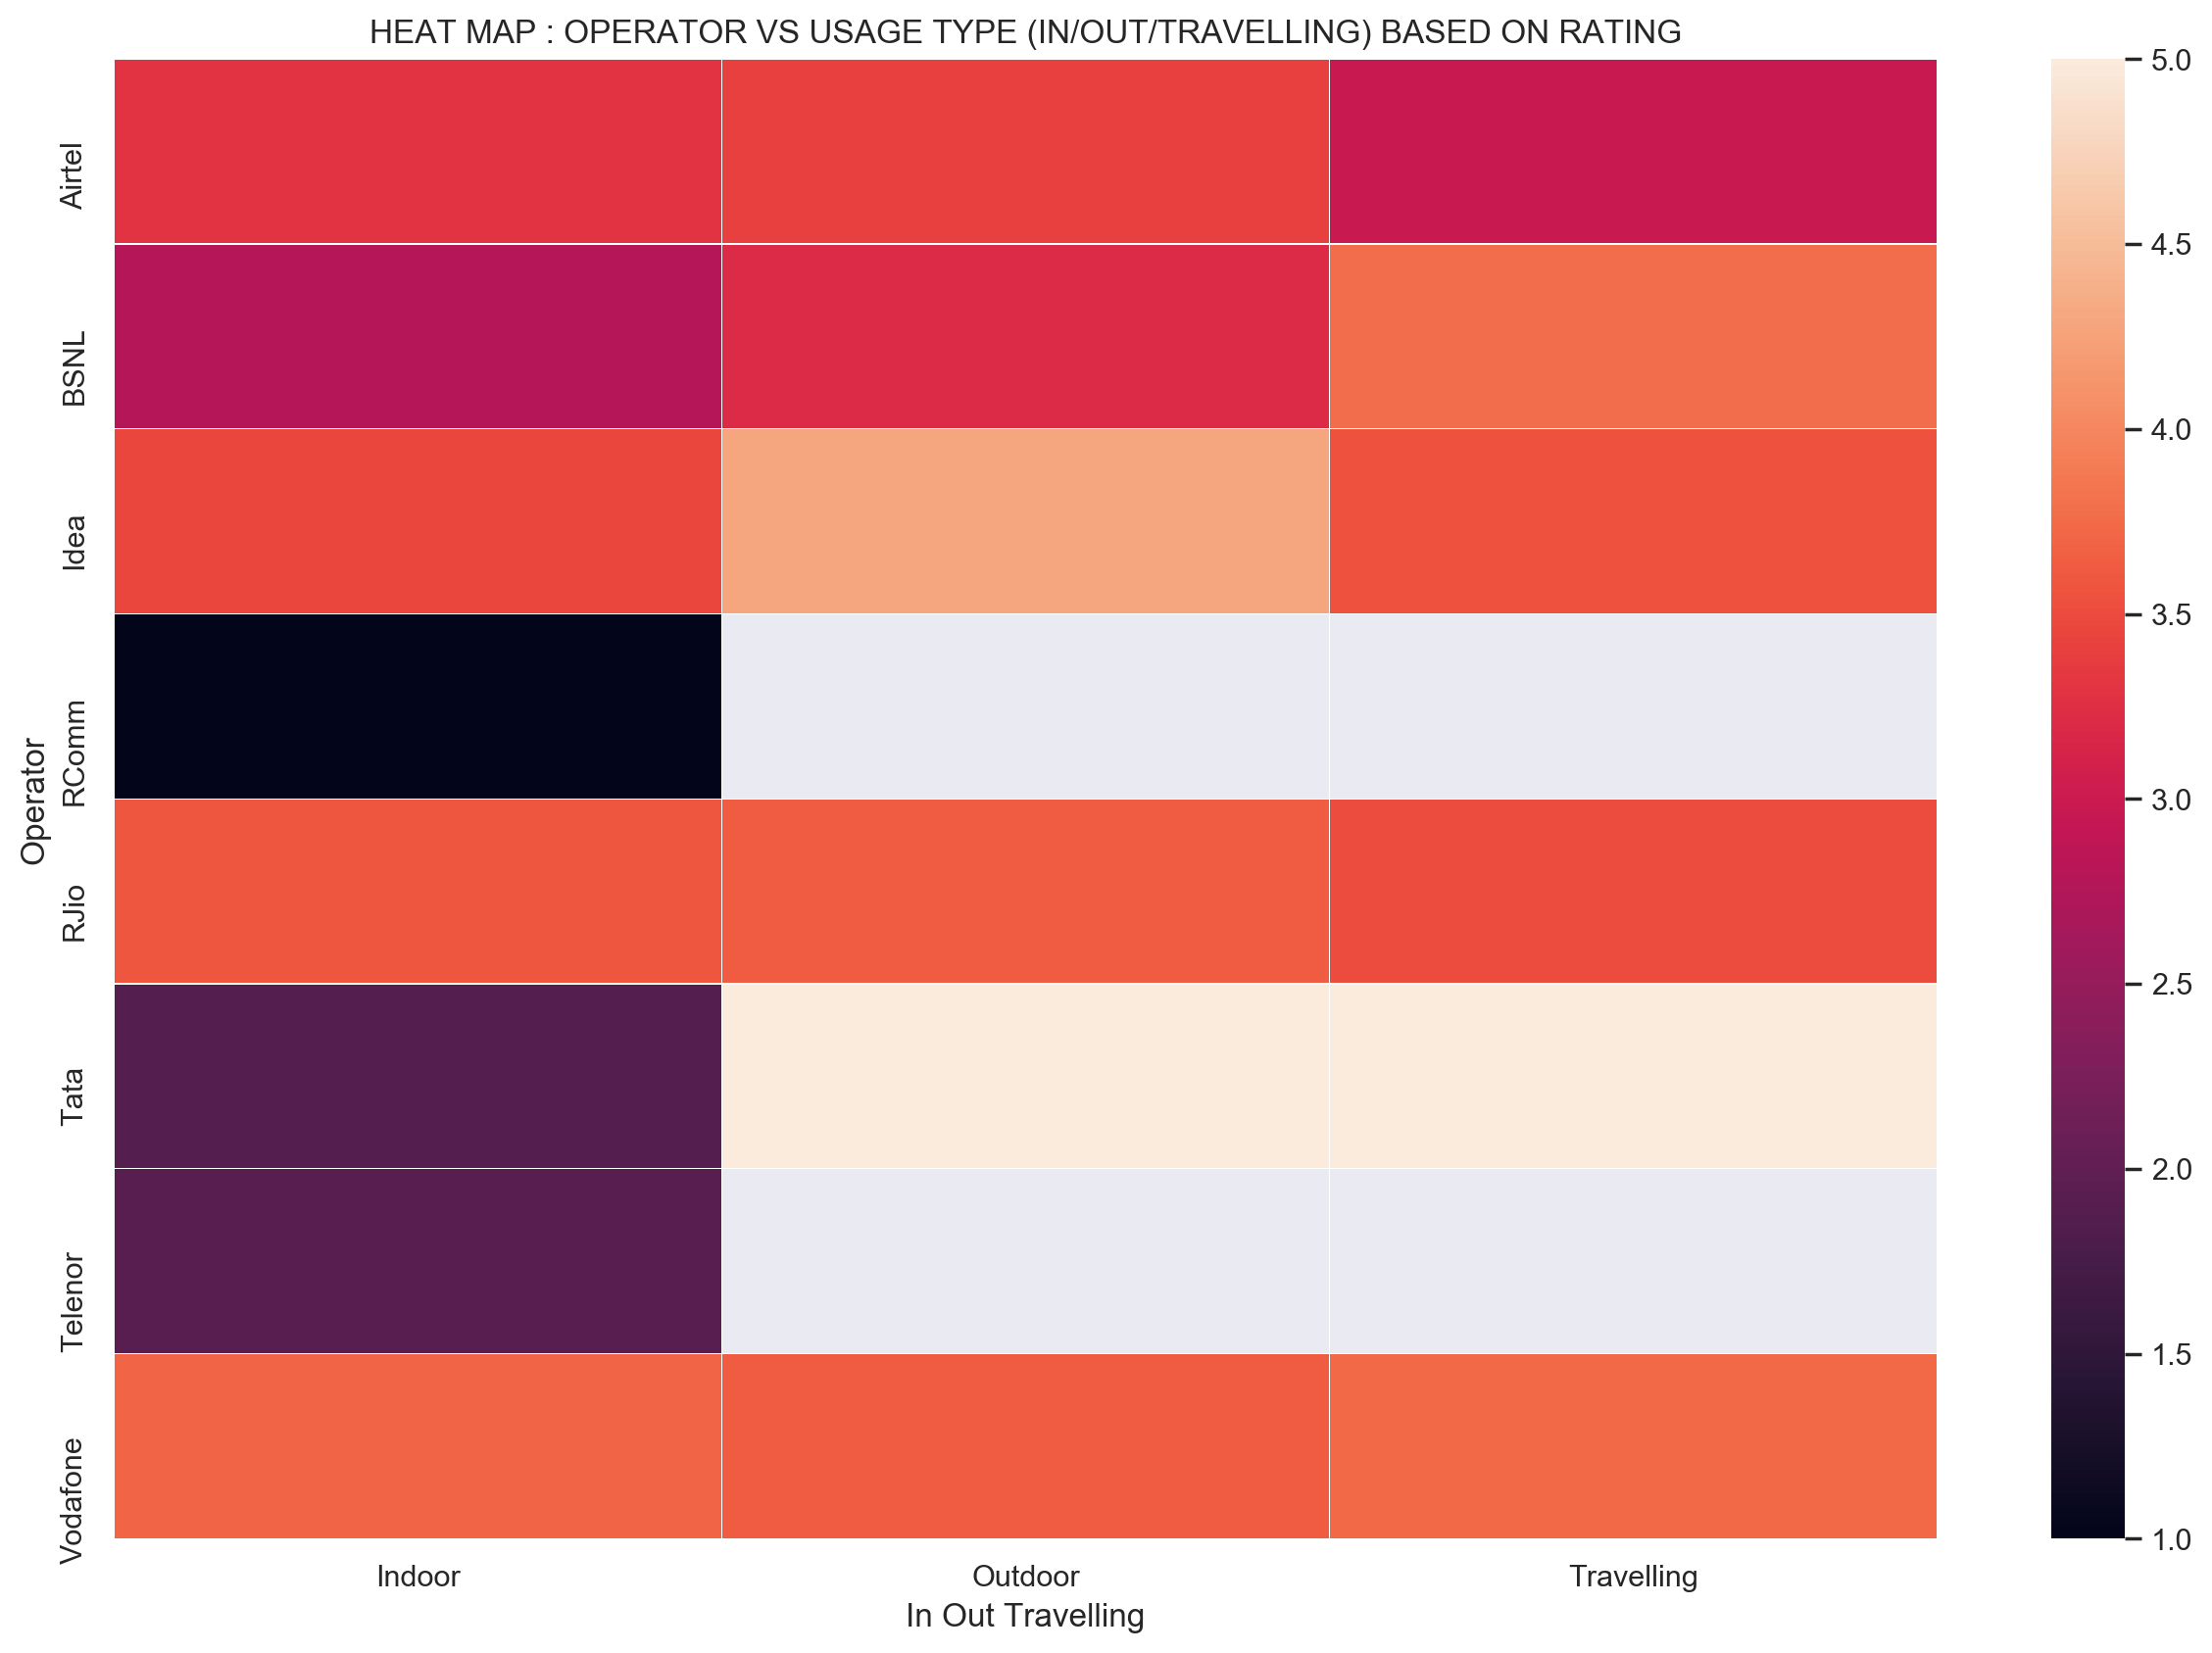 HEAT MAP : OPERATOR VS USAGE TYPE (IN/OUT/TRAVELLING) BASED ON RATING
Operator
Airtel
BSNL
Idea
RComm
RJio
Tata
Telenor
Vodafone
Indoor
Outdoor
Travelling
In Out Travelling
5.0
4.5
4.0
3.5
3.0
2.5
2.0
1.5
1.0